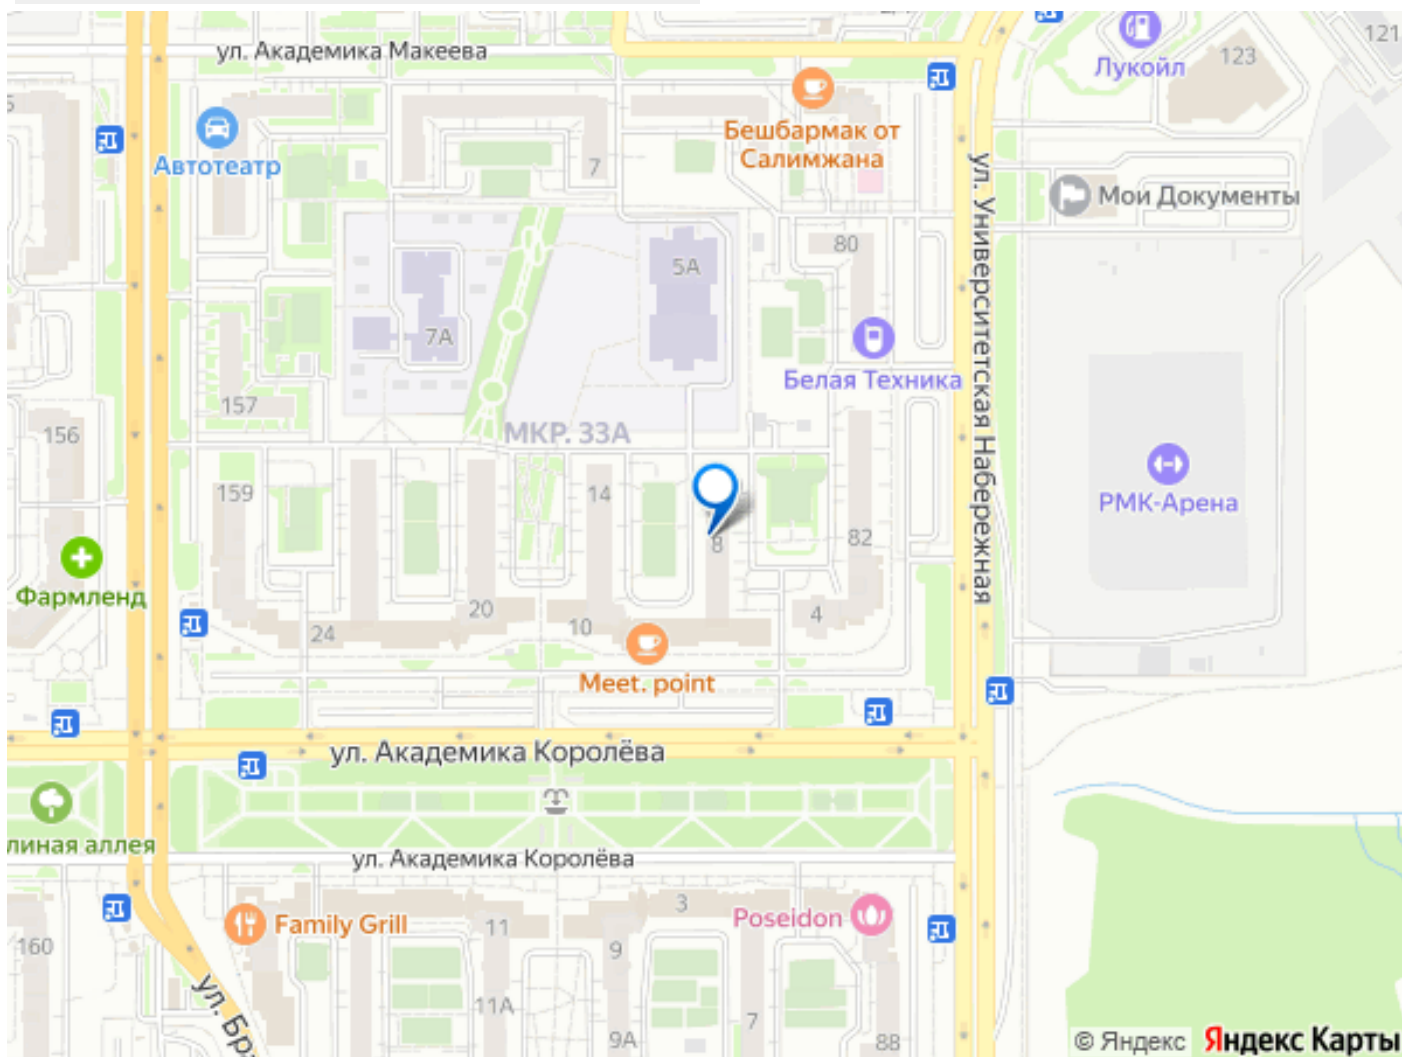 ул. Академика Макеева
Лукойл
123
121
Автотеатр
Бешбармак от
Салимжана
7
Мои Документы
ул. Университетская Набережная
80
5А
7А
Белая Техника
157
156
МКР. 33А
159
14
РМК-Арена
8
82
Фармленд
20
24
10
4
Meet. point
ул. Академика Королёва
линая аллея
ул. Академика Королёва
Family Grill
11
3
Poseidon
160
9
ул. Бра
11А
7
9А
88
© Яндекс Яндекс Карты